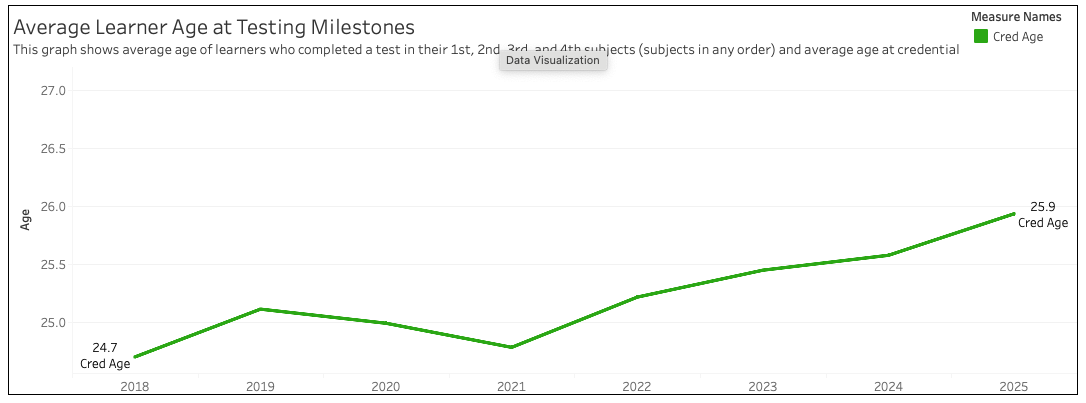 Average Learner Age at Testing Milestones
This graph shows average age of learners who completed a test in their 1st, 2nd, 3rd, and 4th subjects (subjects in any order) and average age at credential
Data Visualization
Measure Names
Cred Age
27.0
26.5
26.0
25.5
25.0
Age
25.9
Cred Age
24.7
Cred Age
2018 2019 2020 2021 2022 2023 2024 2025